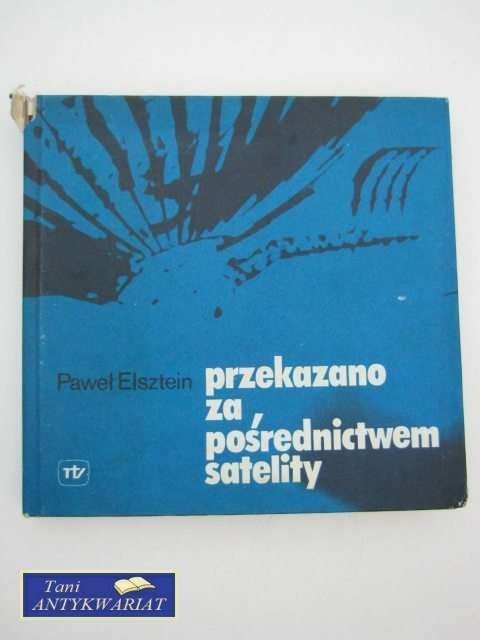 Paweł Elsztein
przekazano
za
pośrednictwem
satelity
rtv
Tani
ANTYKWARIAT